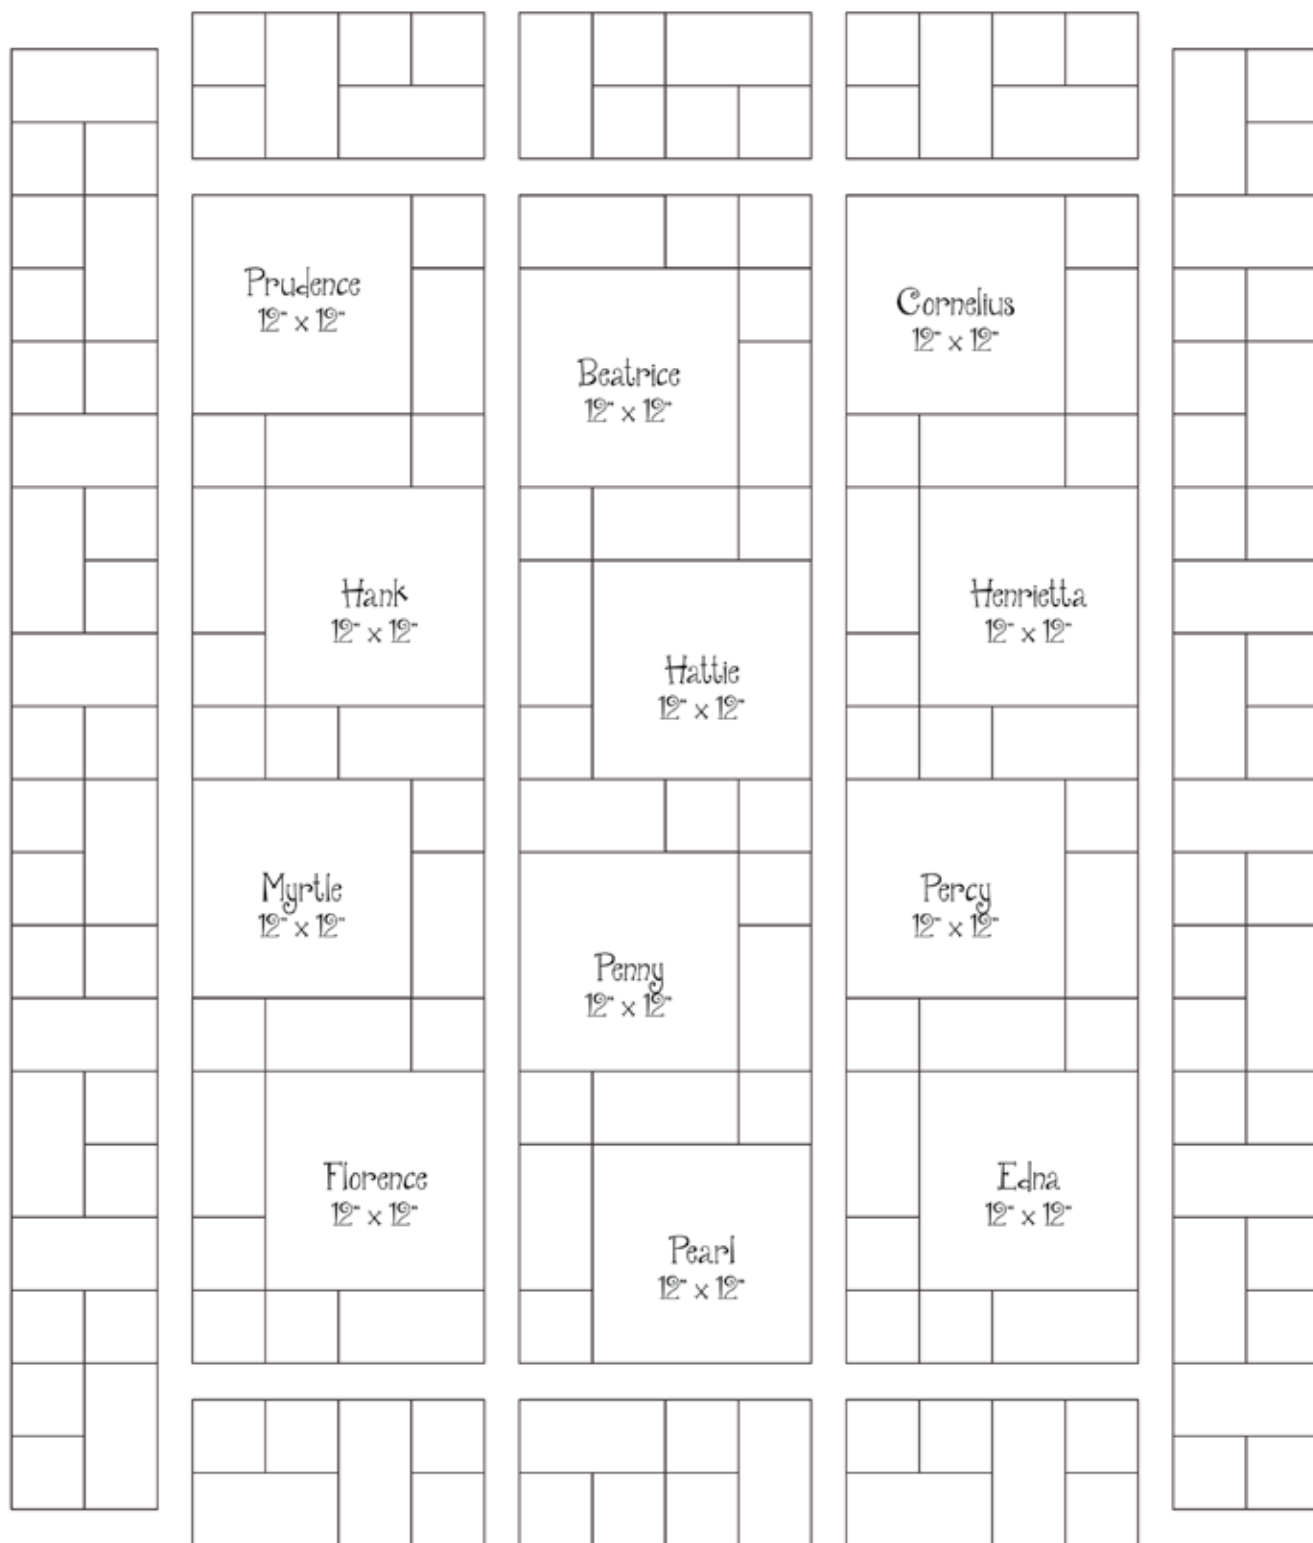 Prudence
12" x 12"
Cornelius
12" x 12"
Beatrice
12" x 12"
Hank
12" x 12"
Henrietta
12" x 12"
Hattie
12" x 12"
Myrtle
12" x 12"
Percy
12" x 12"
Penny
12" x 12"
Florence
12" x 12"
Edna
12" x 12"
Pearl
12" x 12"